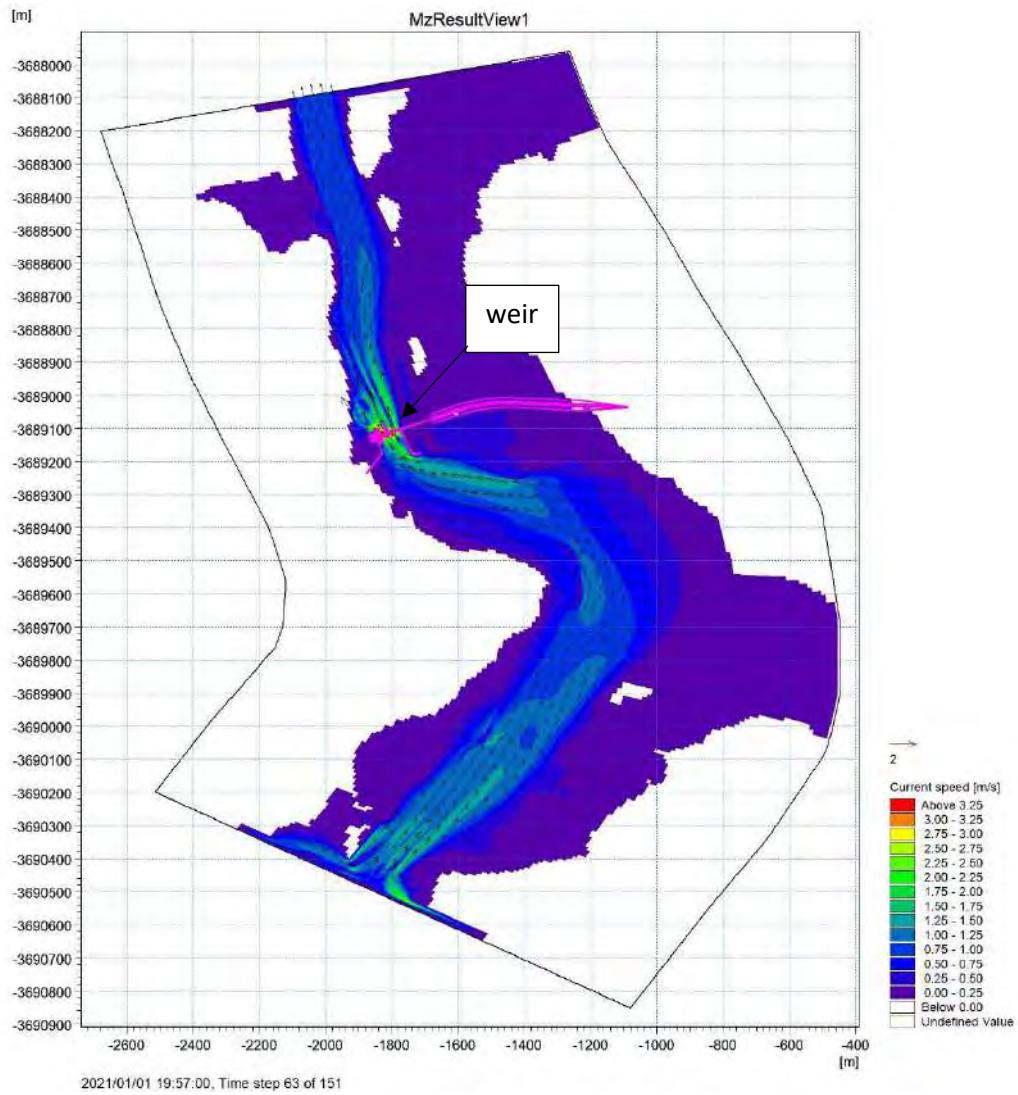 [m]
MzResultView1
-3688000
-3688100
-3688200
-3688300
-3688400
-3688500
-3688600
-3688700
-3688800
-3688900
-3689000
-3689100
-3689200
-3689300
-3689400
-3689500
-3689600
-3689700
-3689800
-3689900
-3690000
-3690100
-3690200
-3690300
-3690400
-3690500
-3690600
-3690700
-3690800
-3690900
weir
-2600 -2400 -2200 -2000 -1800 -1600 -1400 -1200 -1000 -800 -600 -400
[m]
2
Current speed [m/s]
Above 3.25
3.00 - 3.25
2.75 - 3.00
2.50 - 2.75
2.25 - 2.50
2.00 - 2.25
1.75 - 2.00
1.50 - 1.75
1.25 - 1.50
1.00 - 1.25
0.75 - 1.00
0.50 - 0.75
0.25 - 0.50
0.00 - 0.25
Below 0.00
Undefined Value
2021/01/01 19:57:00, Time step 63 of 151